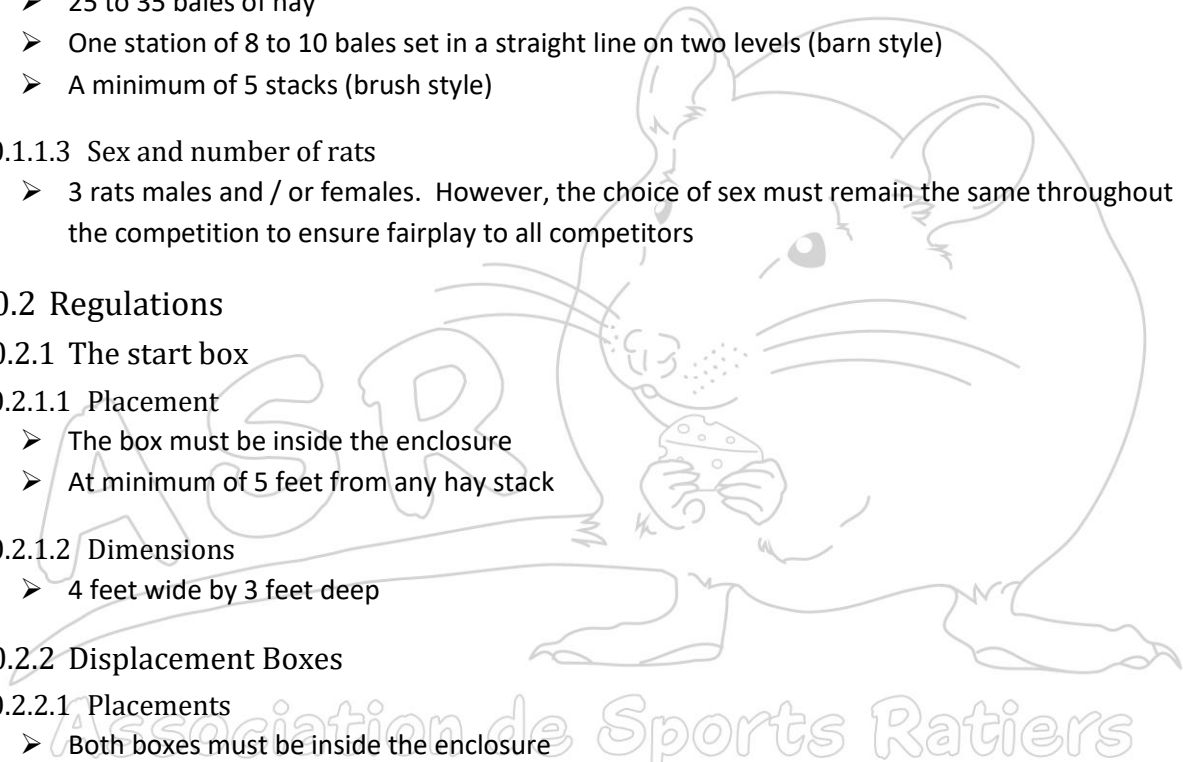 ➢ 25 to 35 bales of hay
➢ One station of 8 to 10 bales set in a straight line on two levels (barn style)
➢ A minimum of 5 stacks (brush style)
0.1.1.3 Sex and number of rats
➢ 3 rats males and / or females. However, the choice of sex must remain the same throughout
the competition to ensure fairplay to all competitors
0.2 Regulations
0.2.1 The start box
0.2.1.1 Placement
➢ The box must be inside the enclosure
➢ At minimum of 5 feet from any hay stack
ASR
0.2.1.2 Dimensions
➢ 4 feet wide by 3 feet deep
0.2.2 Displacement Boxes
0.2.2.1 Placements
Association de Sports Ratiers
➢ Both boxes must be inside the enclosure